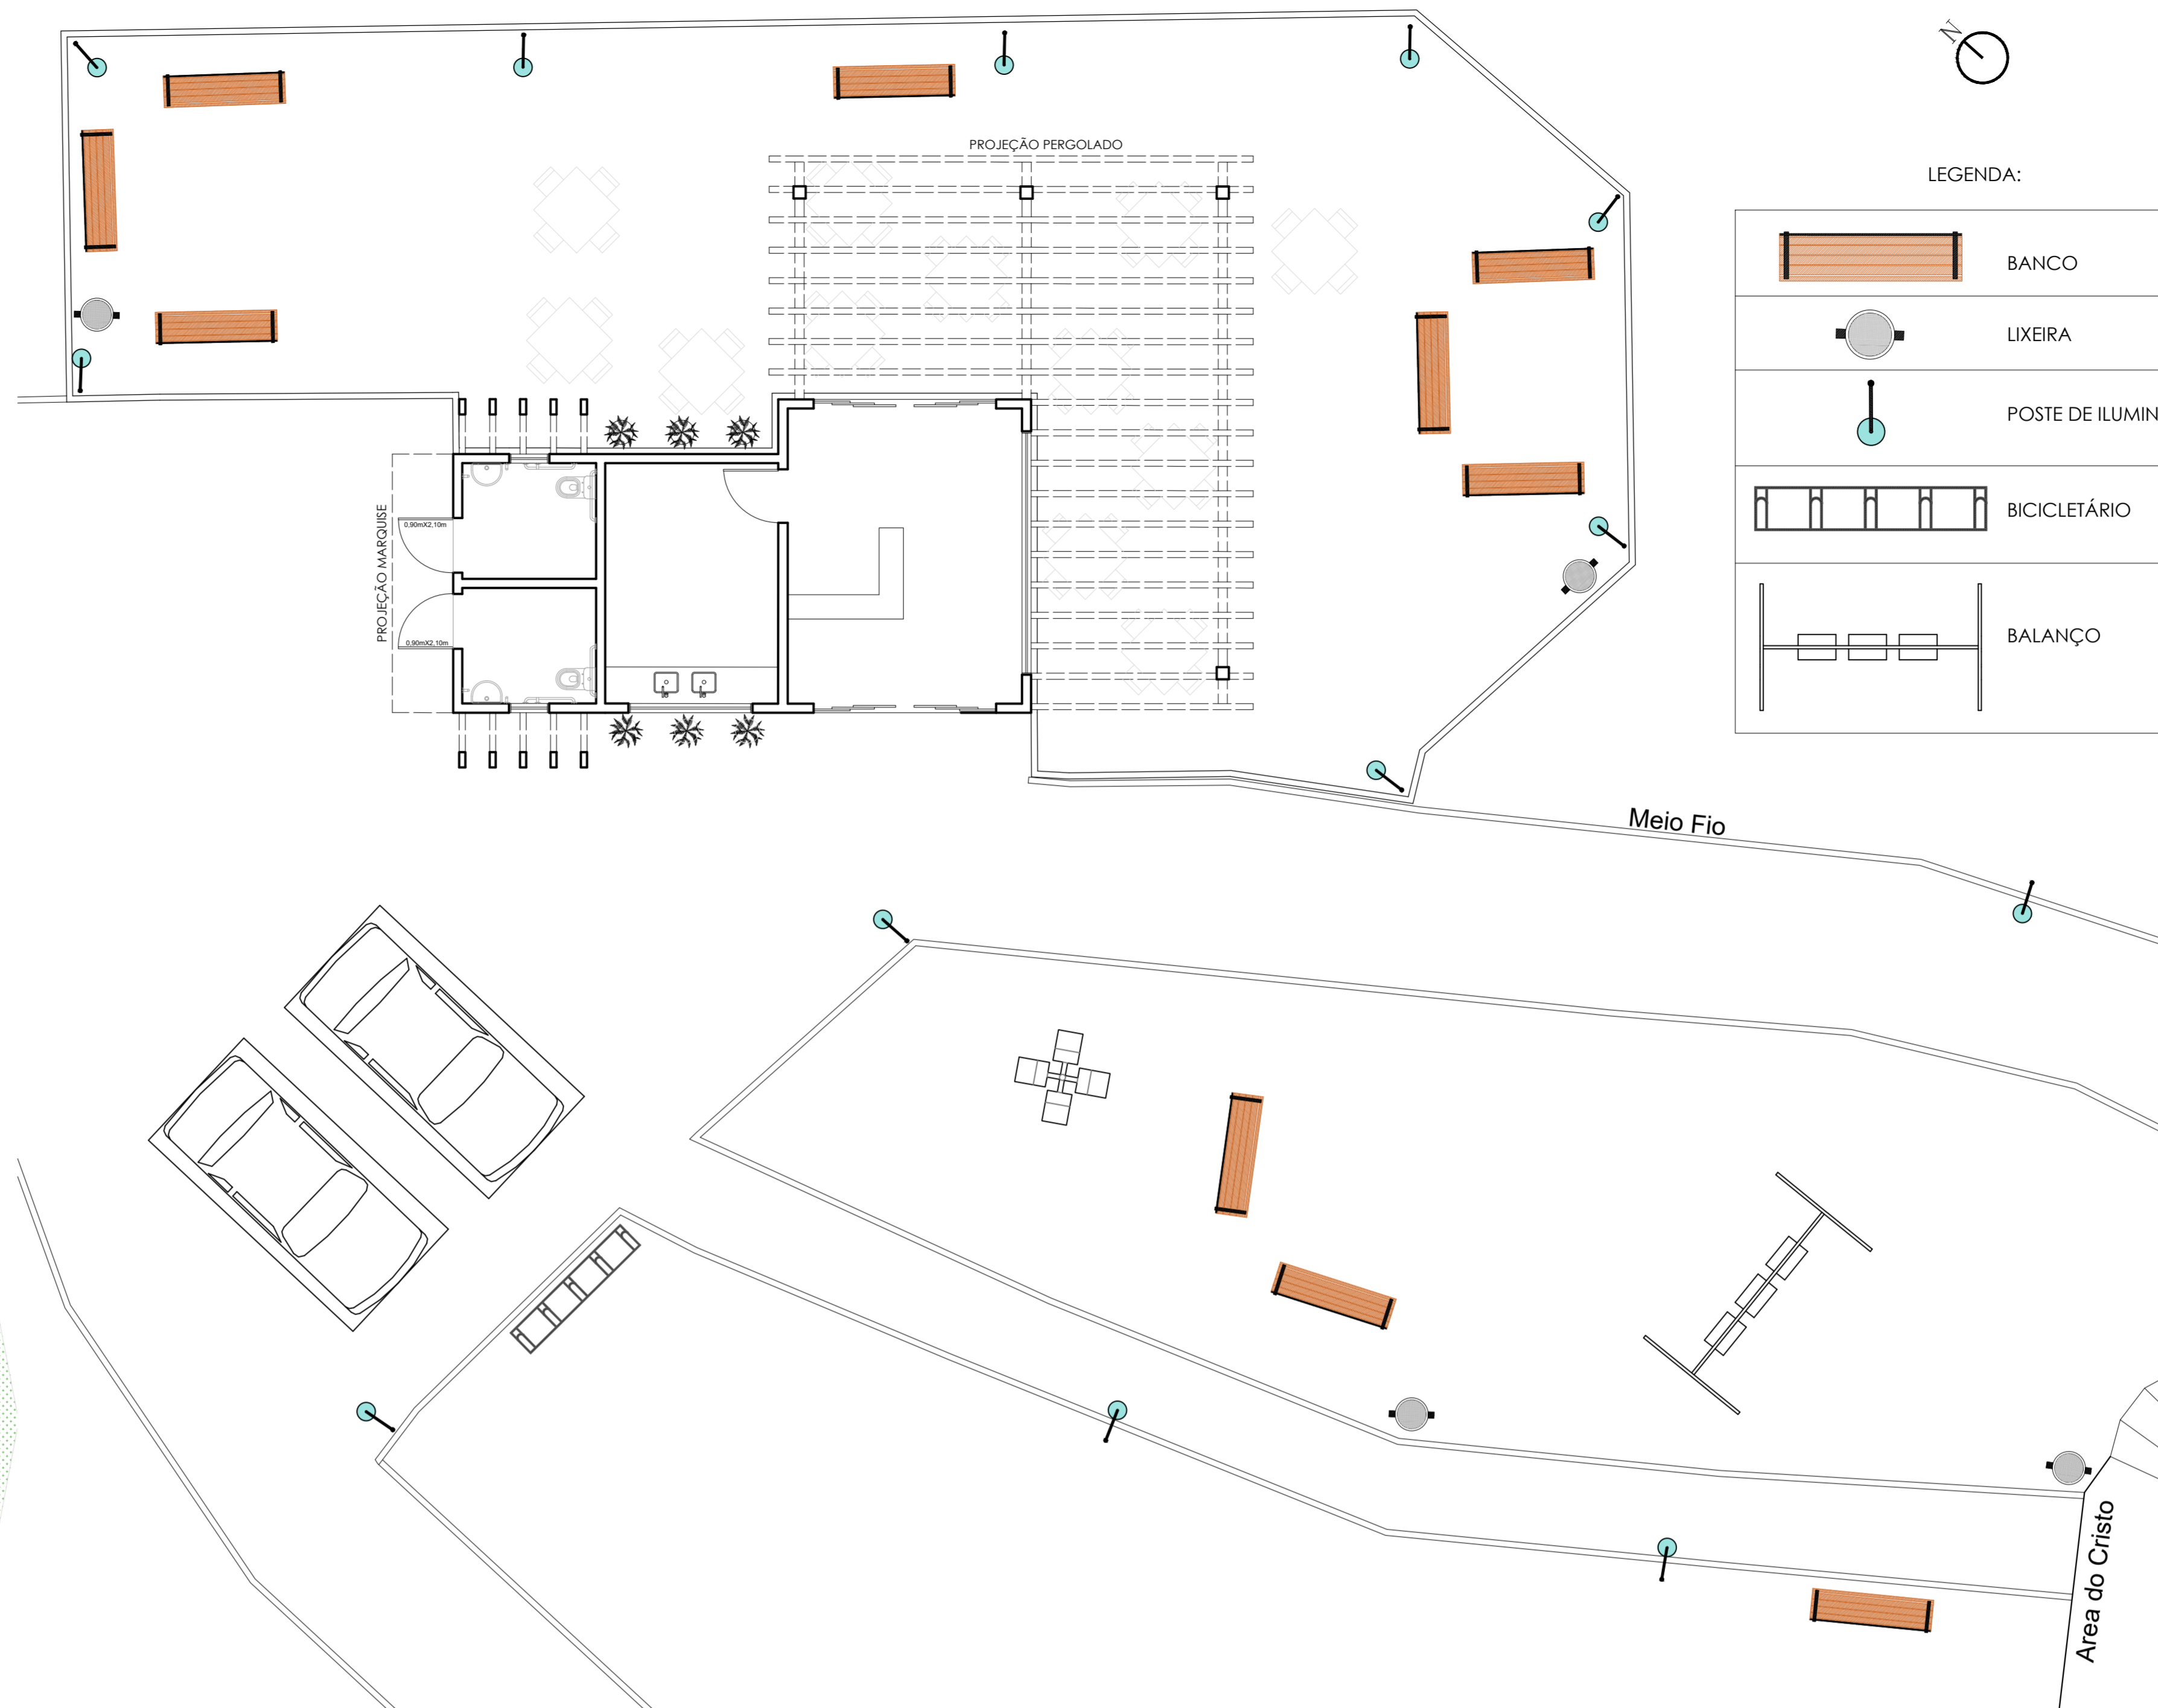 N
PROJEÇÃO PERGOLADO
LEGENDA:
BANCO
LIXEIRA
POSTE DE ILUMIN
BICICLETÁRIO
BALANÇO
PROJEÇÃO MARQUISE
0,90mX2,10m
0,90mX2,10m
Meio Fio
Area do Cristo